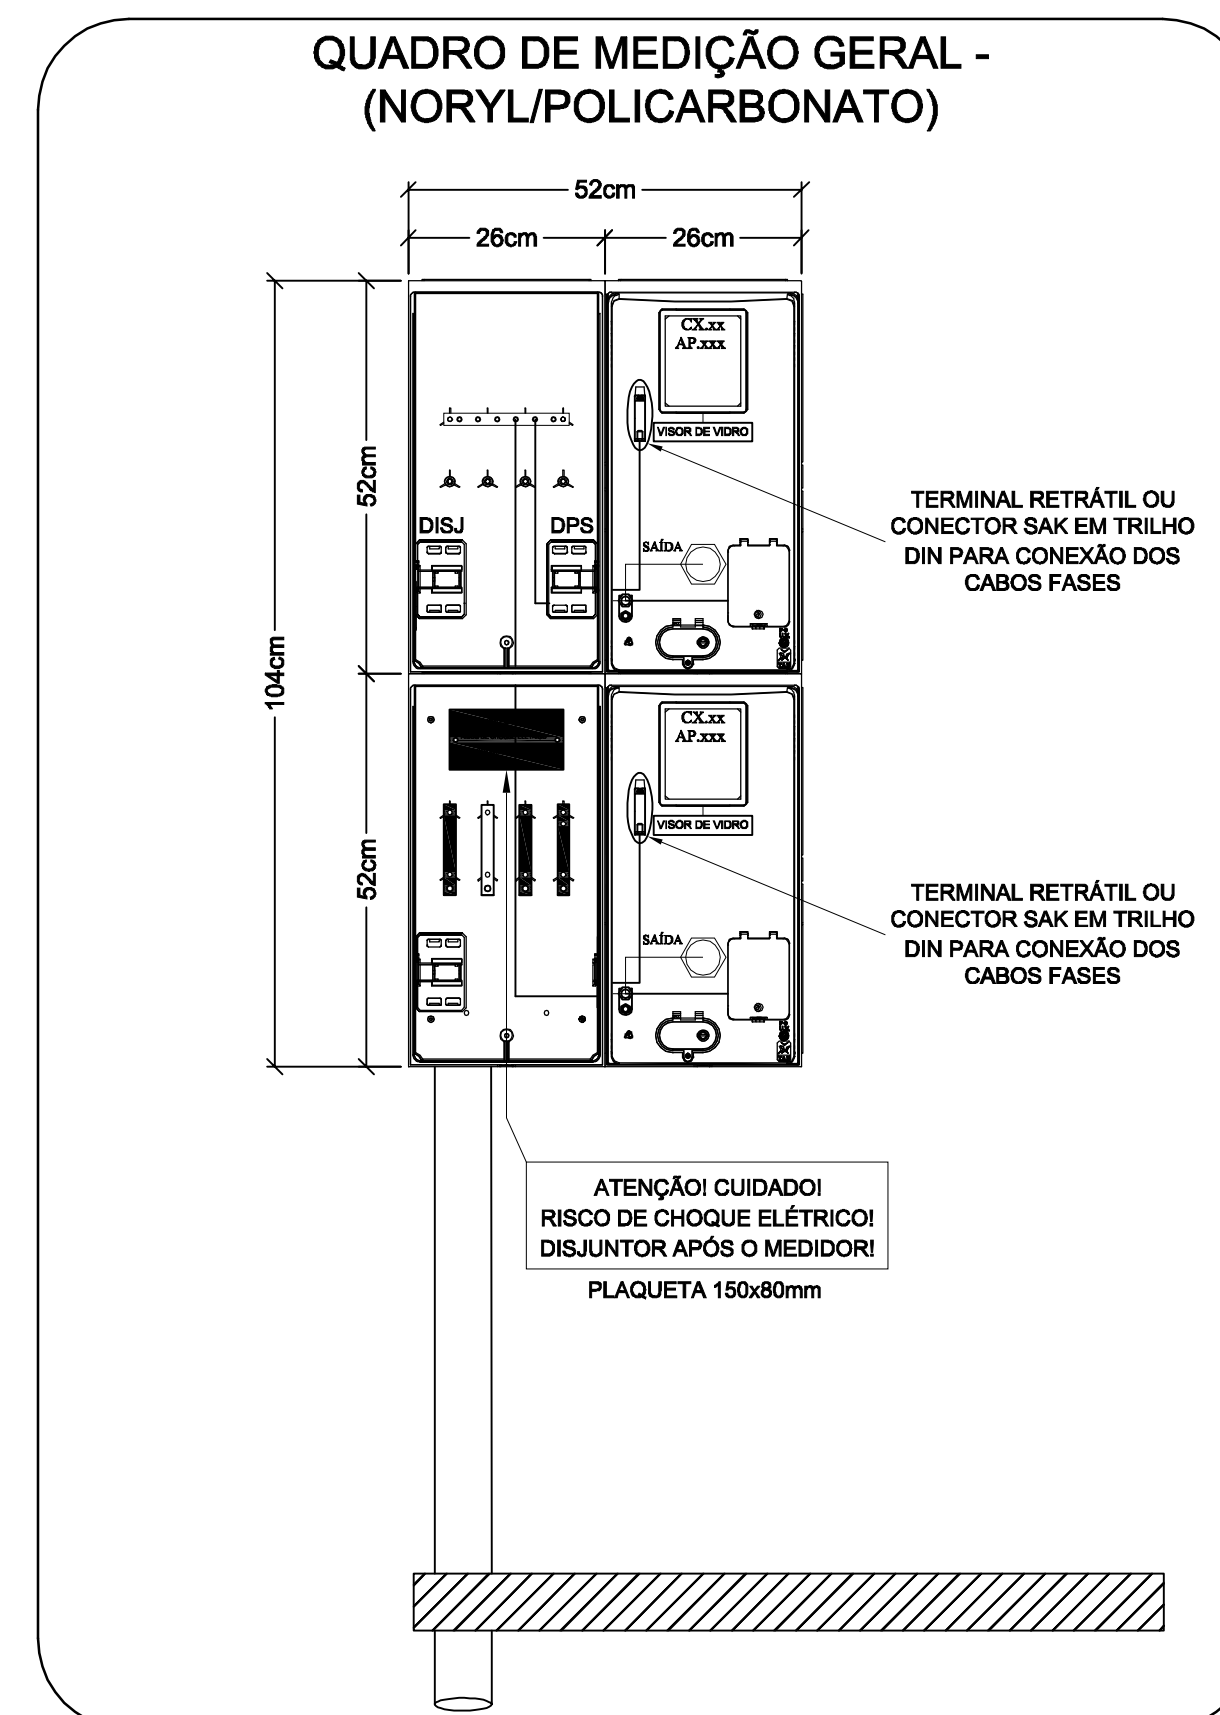 QUADRO DE MEDIÇÃO GERAL -
(NORYL/POLICARBONATO)
52cm
26cm
26cm
104cm
52cm
52cm
CX.xx
AP.xxx
VISOR DE VIDRO
DISJ
DPS
SAÍDA
TERMINAL RETRÁTIL OU
CONECTOR SAK EM TRILHO
DIN PARA CONEXÃO DOS
CABOS FASES
CX.xx
AP.xxx
VISOR DE VIDRO
SAÍDA
TERMINAL RETRÁTIL OU
CONECTOR SAK EM TRILHO
DIN PARA CONEXÃO DOS
CABOS FASES
ATENÇÃO! CUIDADO!
RISCO DE CHOQUE ELÉTRICO!
DISJUNTOR APÓS O MEDIDOR!
PLAQUETA 150x80mm